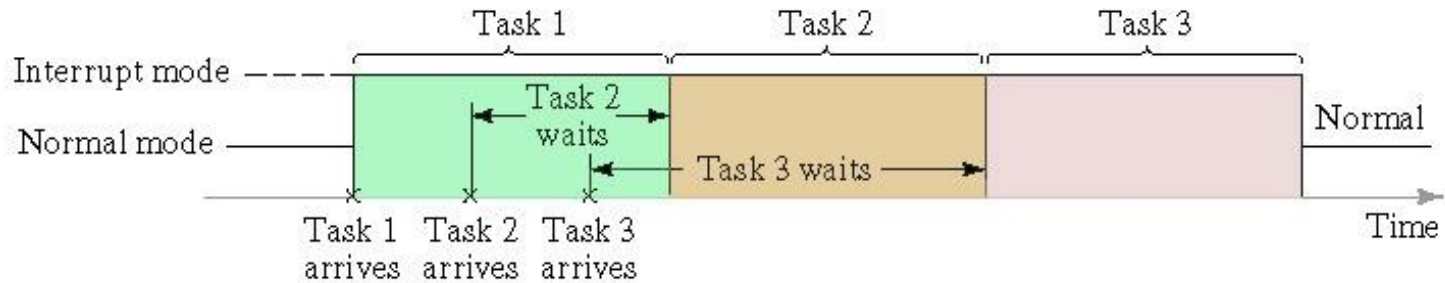 Task 1
Task 2
Task 3
Interrupt mode
Task 2
waits
Normal mode
Normal
Task 3 waits
Task 1
arrives
Task 2
arrives
Task 3
arrives
Time